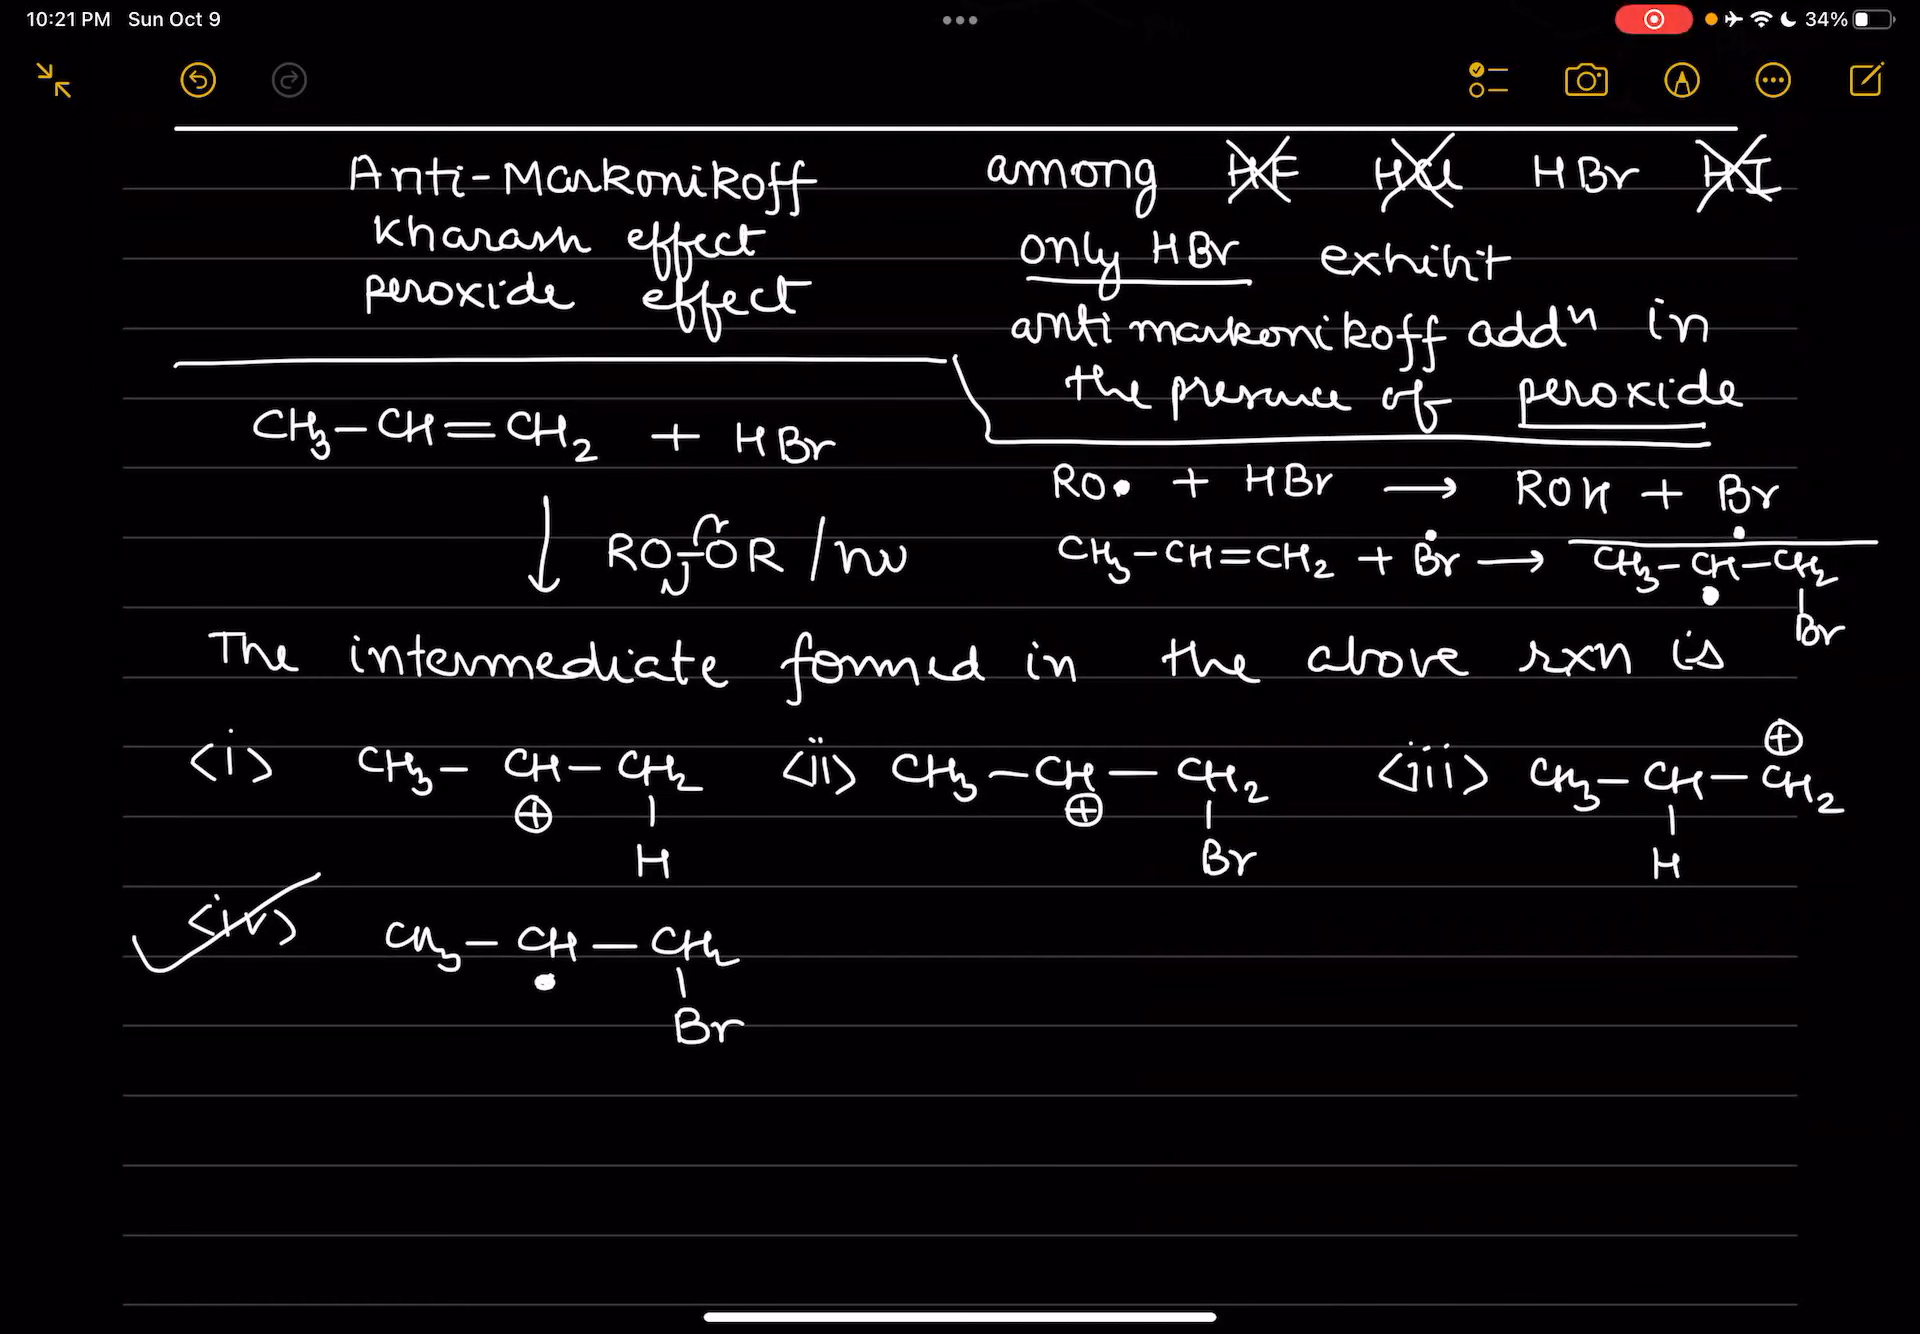 10:21 PM Sun Oct 9
34%
Anti-Markonikoff
Kharash effect
peroxide effect
among HF HCl HBr HI
only HBr exhibit
anti markonikoff addⁿ in
the presence of peroxide
CH₃-CH=CH₂ + HBr
RO-OR / hν
RO• + HBr → ROH + Br•
CH₃-CH=CH₂ + Br• → CH₃-CH-CH₂
•
Br
The intermediate formed in the above rxn is
<i> CH₃-CH-CH₂ <ii> CH₃-CH-CH₂ <iii> CH₃-CH-CH₂⊕
⊕ ⊕
H Br H
<iv> CH₃-CH-CH₂
•
Br